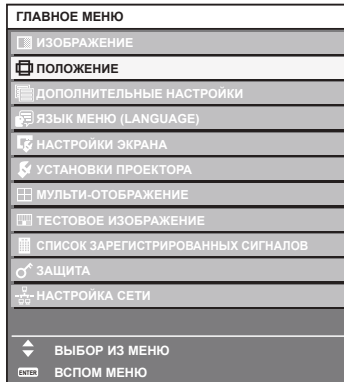 ГЛАВНОЕ МЕНЮ
ИЗОБРАЖЕНИЕ
ПОЛОЖЕНИЕ
ДОПОЛНИТЕЛЬНЫЕ НАСТРОЙКИ
ЯЗЫК МЕНЮ (LANGUAGE)
НАСТРОЙКИ ЭКРАНА
УСТАНОВКИ ПРОЕКТОРА
МУЛЬТИ-ОТОБРАЖЕНИЕ
ТЕСТОВОЕ ИЗОБРАЖЕНИЕ
СПИСОК ЗАРЕГИСТРИРОВАННЫХ СИГНАЛОВ
ЗАЩИТА
НАСТРОЙКА СЕТИ
ВЫБОР ИЗ МЕНЮ
ENTER ВСПОМ МЕНЮ